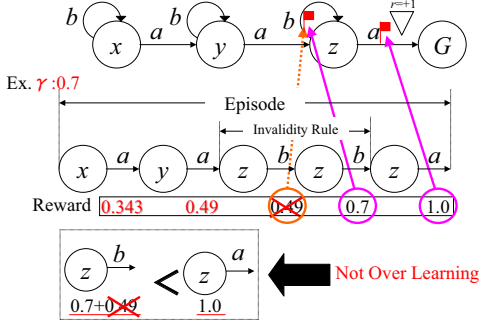 b b b r=+1
x a y a z a G
Ex. γ :0.7
Episode
Invalidity Rule
x a y a z b z b z a
Reward 0.343 0.49 0.49 0.7 1.0
z b < z a Not Over Learning
0.7+0.49 1.0